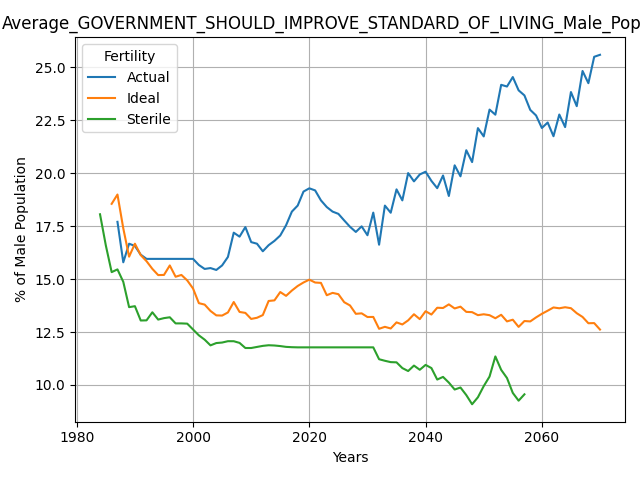 Average_GOVERNMENT_SHOULD_IMPROVE_STANDARD_OF_LIVING_Male_Pop
Fertility
Actual
Ideal
Sterile
25.0
22.5
20.0
17.5
15.0
12.5
10.0
% of Male Population
1980 2000 2020 2040 2060
Years